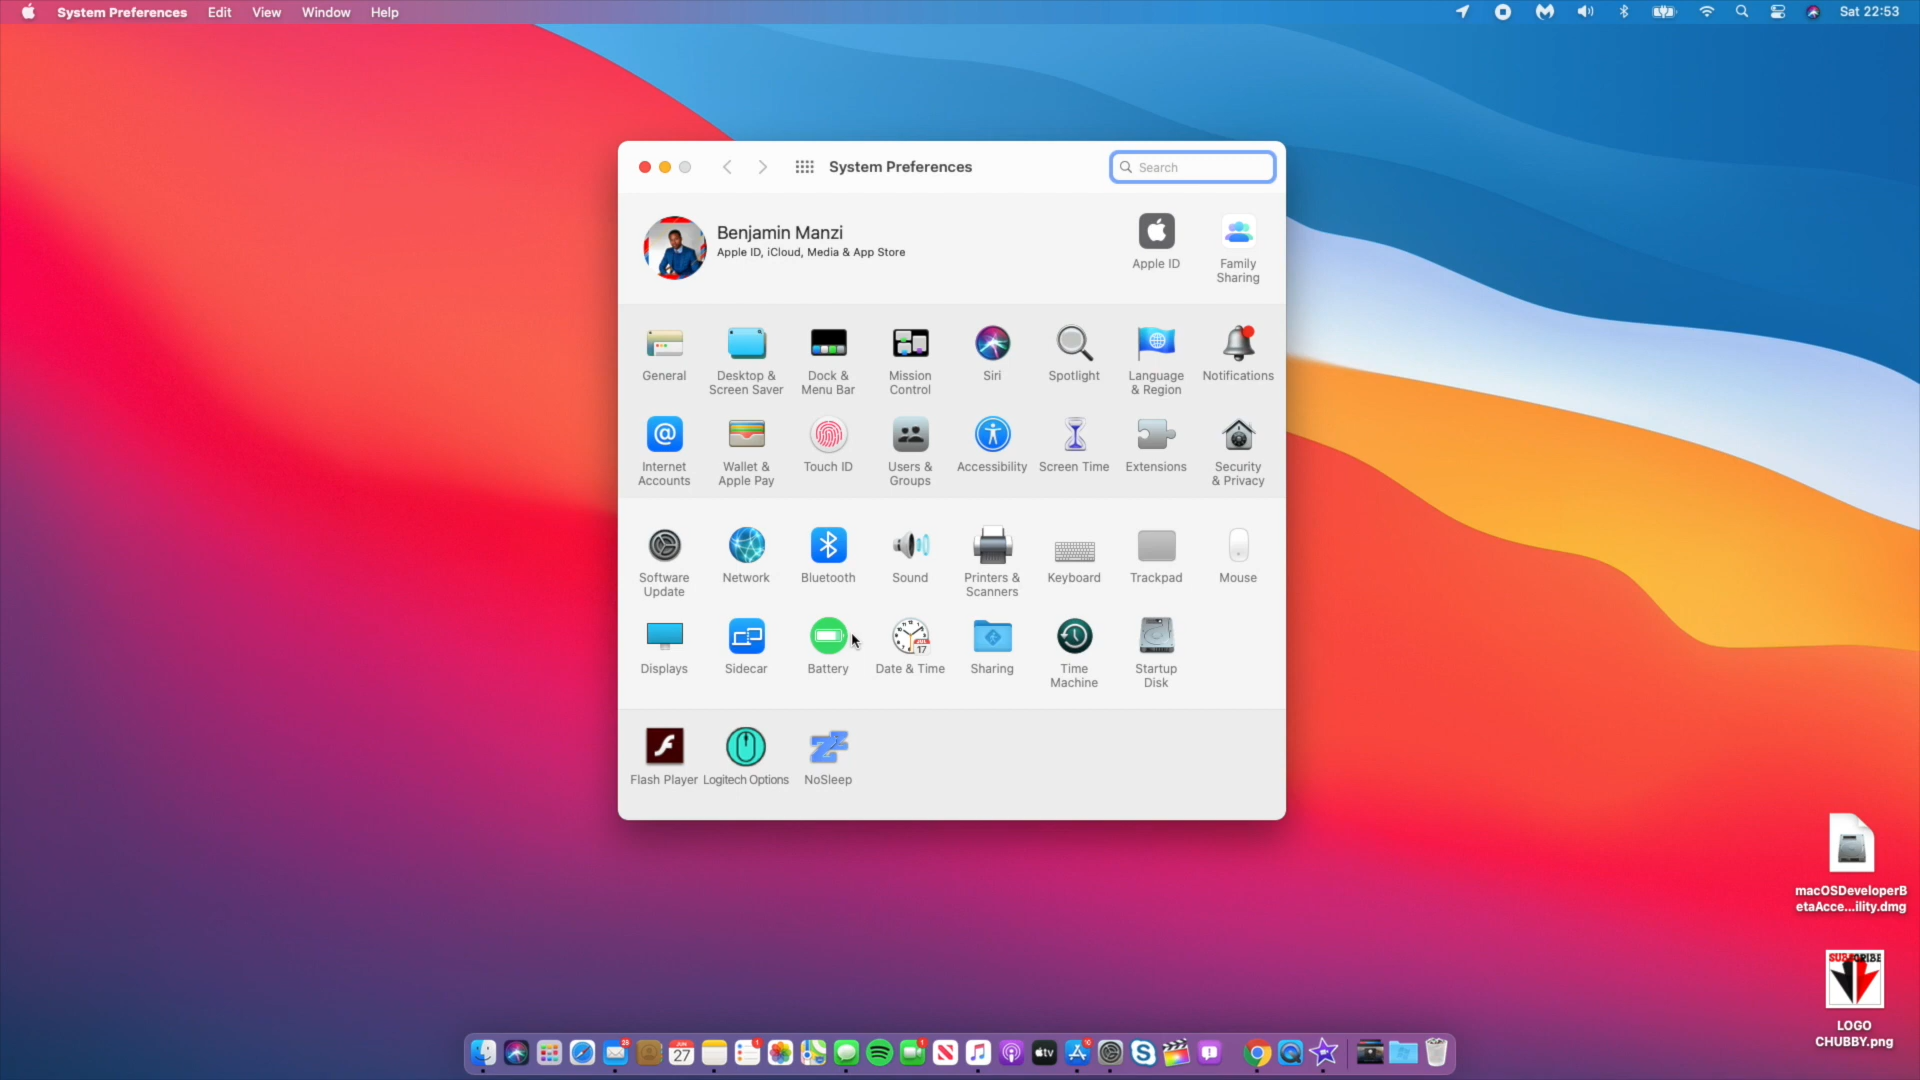 System Preferences Edit View Window Help Sat 22:53
System Preferences
Search
Benjamin Manzi
Apple ID, iCloud, Media & App Store
Apple ID
Family
Sharing
General
Desktop &
Screen Saver
Dock &
Menu Bar
Mission
Control
Siri
Spotlight
Language
& Region
Notifications
Internet
Accounts
Wallet &
Apple Pay
Touch ID
Users &
Groups
Accessibility
Screen Time
Extensions
Security
& Privacy
Software
Update
Network
Bluetooth
Sound
Printers &
Scanners
Keyboard
Trackpad
Mouse
Displays
Sidecar
Battery
Date & Time
Sharing
Time
Machine
Startup
Disk
Flash Player
Logitech Options
NoSleep
macOSDeveloperB
etaAcce...ility.dmg
SUBSCRIBE
LOGO
CHUBBY.png
JUN
27
tv